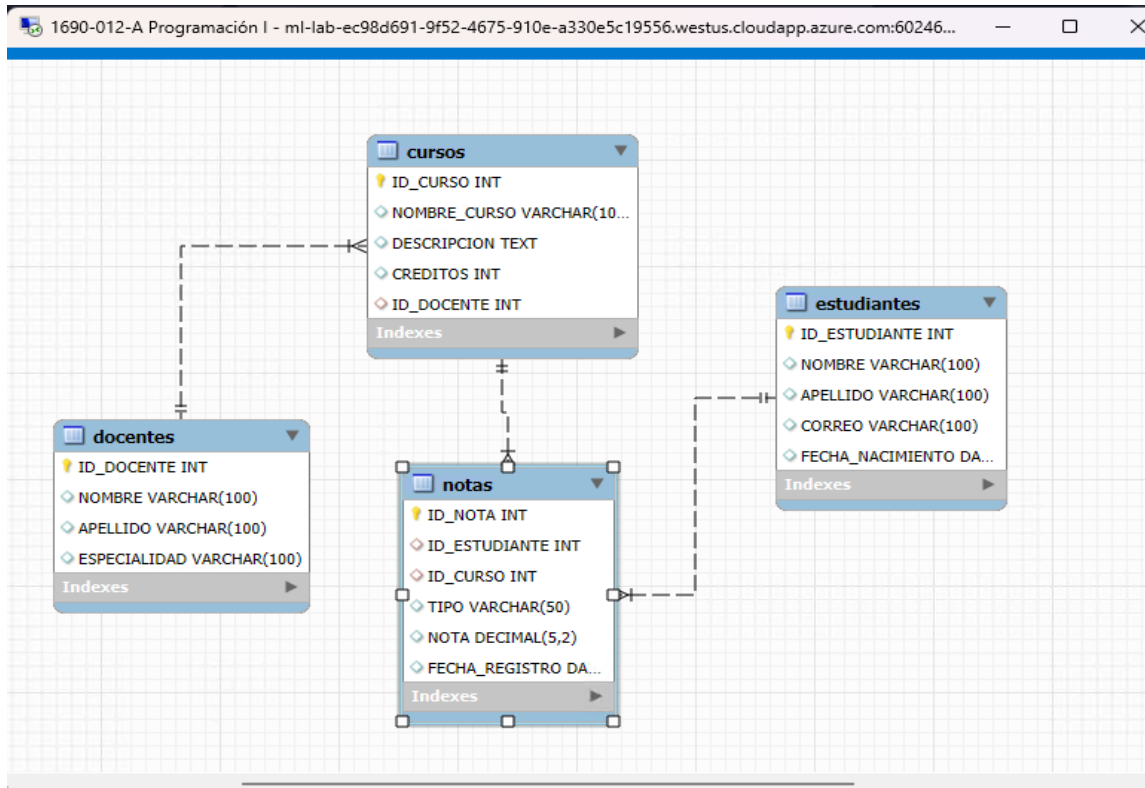 1690-012-A Programación I - ml-lab-ec98d691-9f52-4675-910e-a330e5c19556.westus.cloudapp.azure.com:60246...
cursos
ID_CURSO INT
NOMBRE_CURSO VARCHAR(10...
DESCRIPCION TEXT
CREDITOS INT
ID_DOCENTE INT
Indexes
estudiantes
ID_ESTUDIANTE INT
NOMBRE VARCHAR(100)
APELLIDO VARCHAR(100)
CORREO VARCHAR(100)
FECHA_NACIMIENTO DA...
Indexes
docentes
ID_DOCENTE INT
NOMBRE VARCHAR(100)
APELLIDO VARCHAR(100)
ESPECIALIDAD VARCHAR(100)
Indexes
notas
ID_NOTA INT
ID_ESTUDIANTE INT
ID_CURSO INT
TIPO VARCHAR(50)
NOTA DECIMAL(5,2)
FECHA_REGISTRO DA...
Indexes